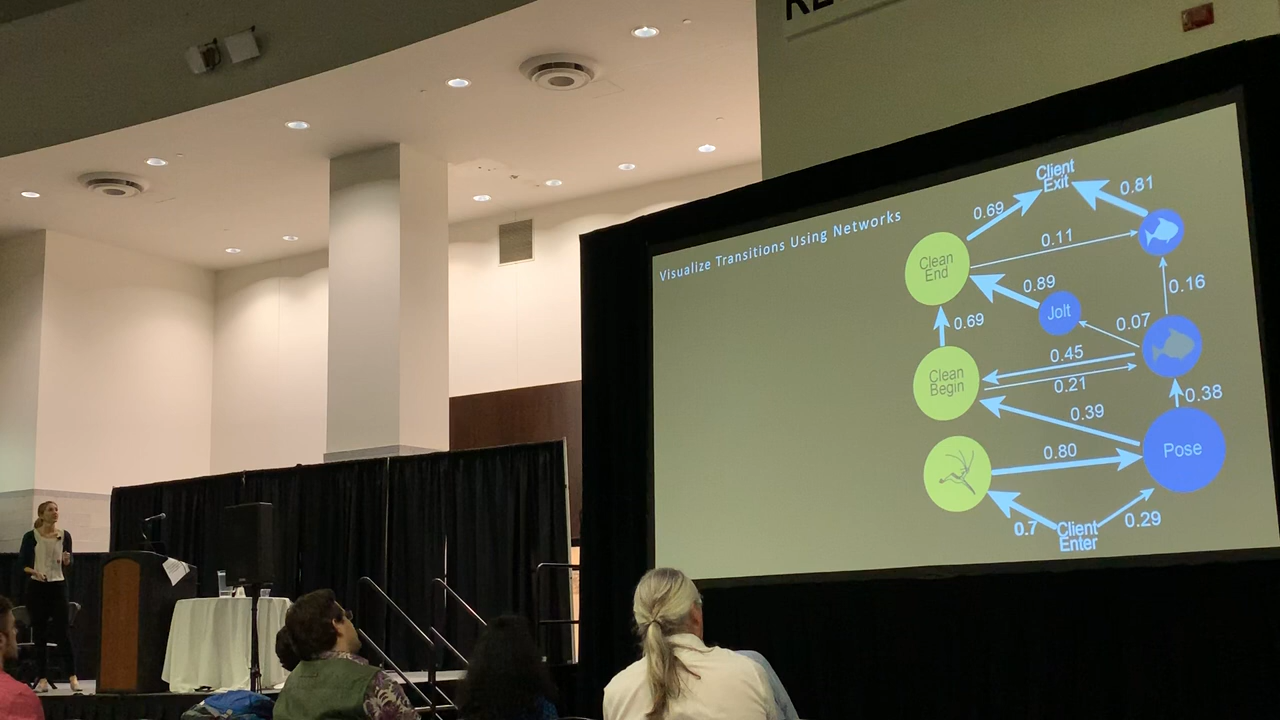 Visualize Transitions Using Networks
Client
Exit
0.69
0.81
Clean
End
0.11
0.89
0.16
Jolt
0.69
0.07
0.45
Clean
Begin
0.21
0.38
0.39
0.80
Pose
0.7
Client
Enter
0.29